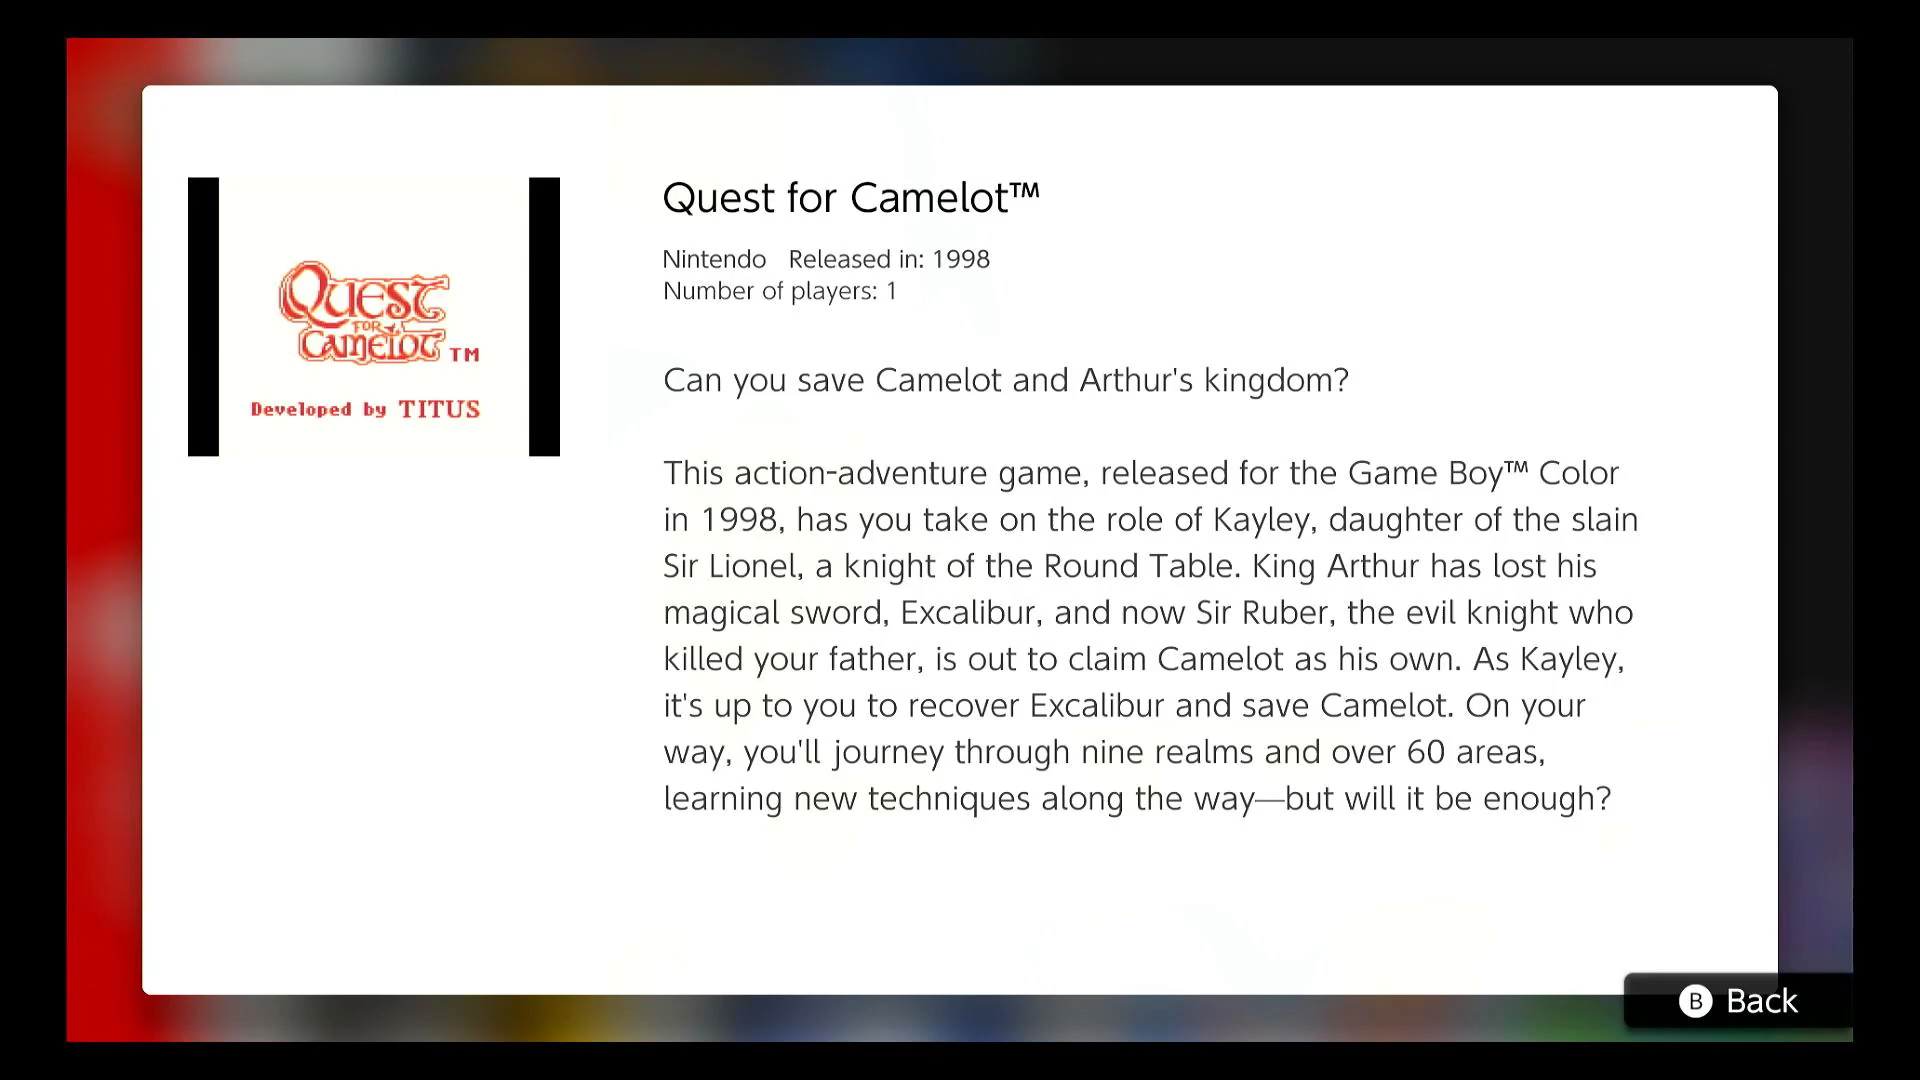 QUEST
FOR
CAMELOT TM
Developed by TITUS
Quest for Camelot™
Nintendo Released in: 1998
Number of players: 1
Can you save Camelot and Arthur's kingdom?
This action-adventure game, released for the Game Boy™ Color
in 1998, has you take on the role of Kayley, daughter of the slain
Sir Lionel, a knight of the Round Table. King Arthur has lost his
magical sword, Excalibur, and now Sir Ruber, the evil knight who
killed your father, is out to claim Camelot as his own. As Kayley,
it's up to you to recover Excalibur and save Camelot. On your
way, you'll journey through nine realms and over 60 areas,
learning new techniques along the way—but will it be enough?
B Back